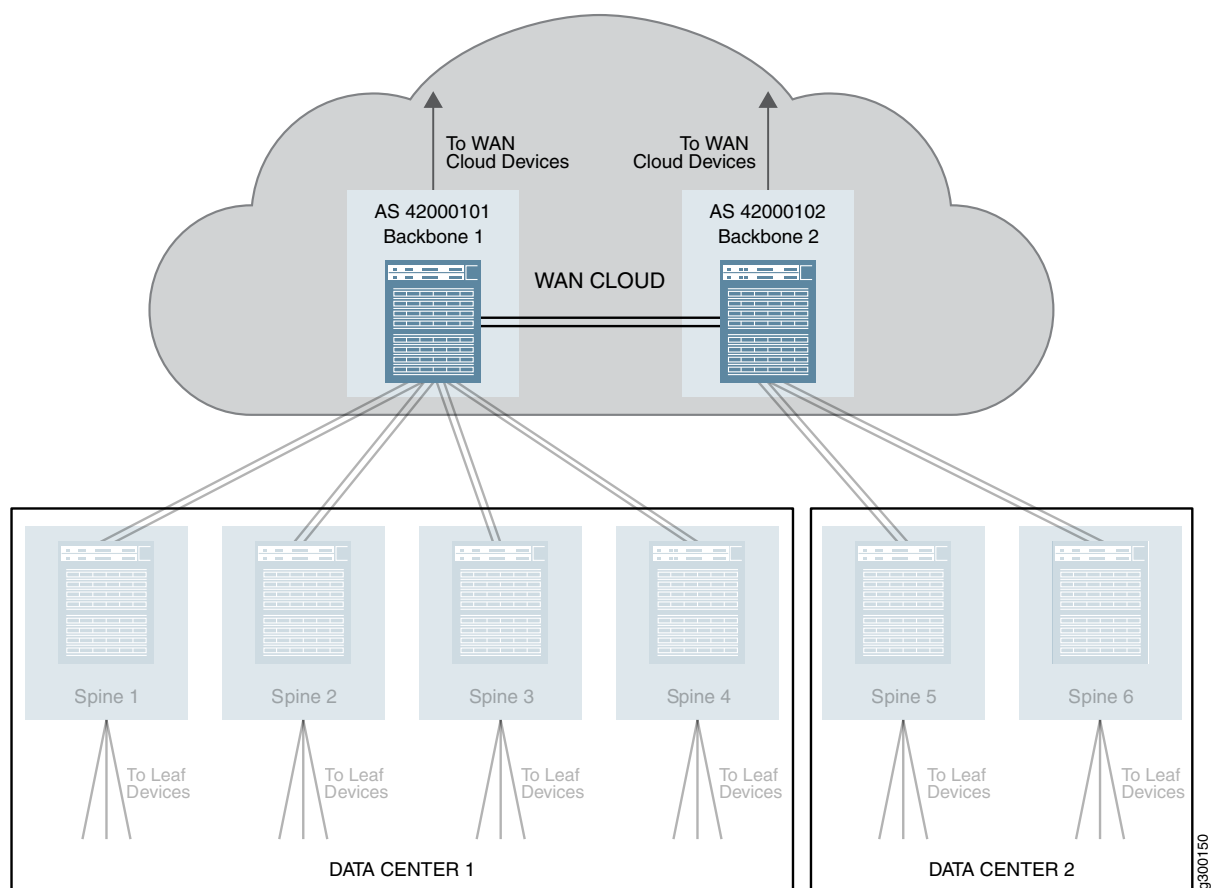 To WAN
Cloud Devices
To WAN
Cloud Devices
AS 42000101
Backbone 1
AS 42000102
Backbone 2
WAN CLOUD
Spine 1
Spine 2
Spine 3
Spine 4
Spine 5
Spine 6
To Leaf
Devices
To Leaf
Devices
To Leaf
Devices
To Leaf
Devices
To Leaf
Devices
To Leaf
Devices
DATA CENTER 1
DATA CENTER 2
g300150